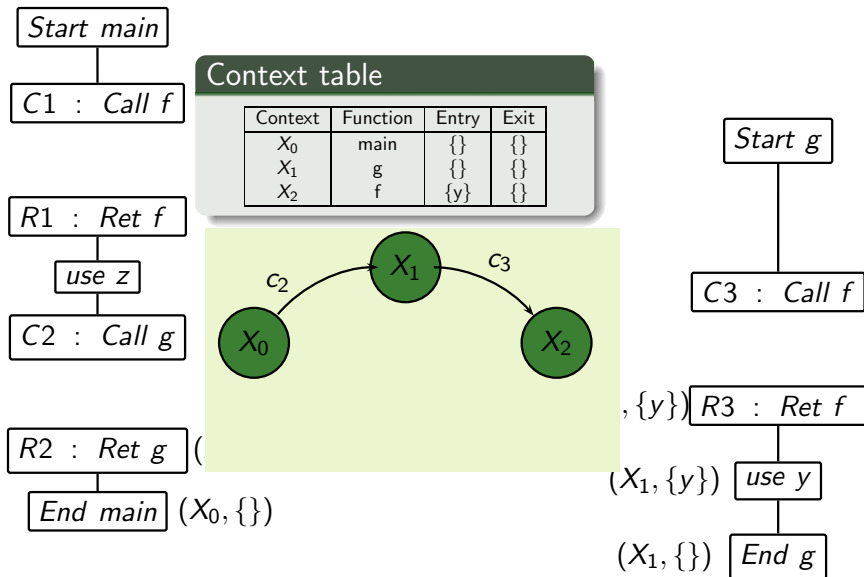 Start main
C1 : Call f
R1 : Ret f
use z
C2 : Call g
R2 : Ret g (
End main (X0, {})
Context table
Context Function Entry Exit
X0 main {} {}
X1 g {} {}
X2 f {y} {}
c2
c3
X0
X1
X2
Start g
C3 : Call f
, {y}) R3 : Ret f
(X1, {y}) use y
(X1, {}) End g